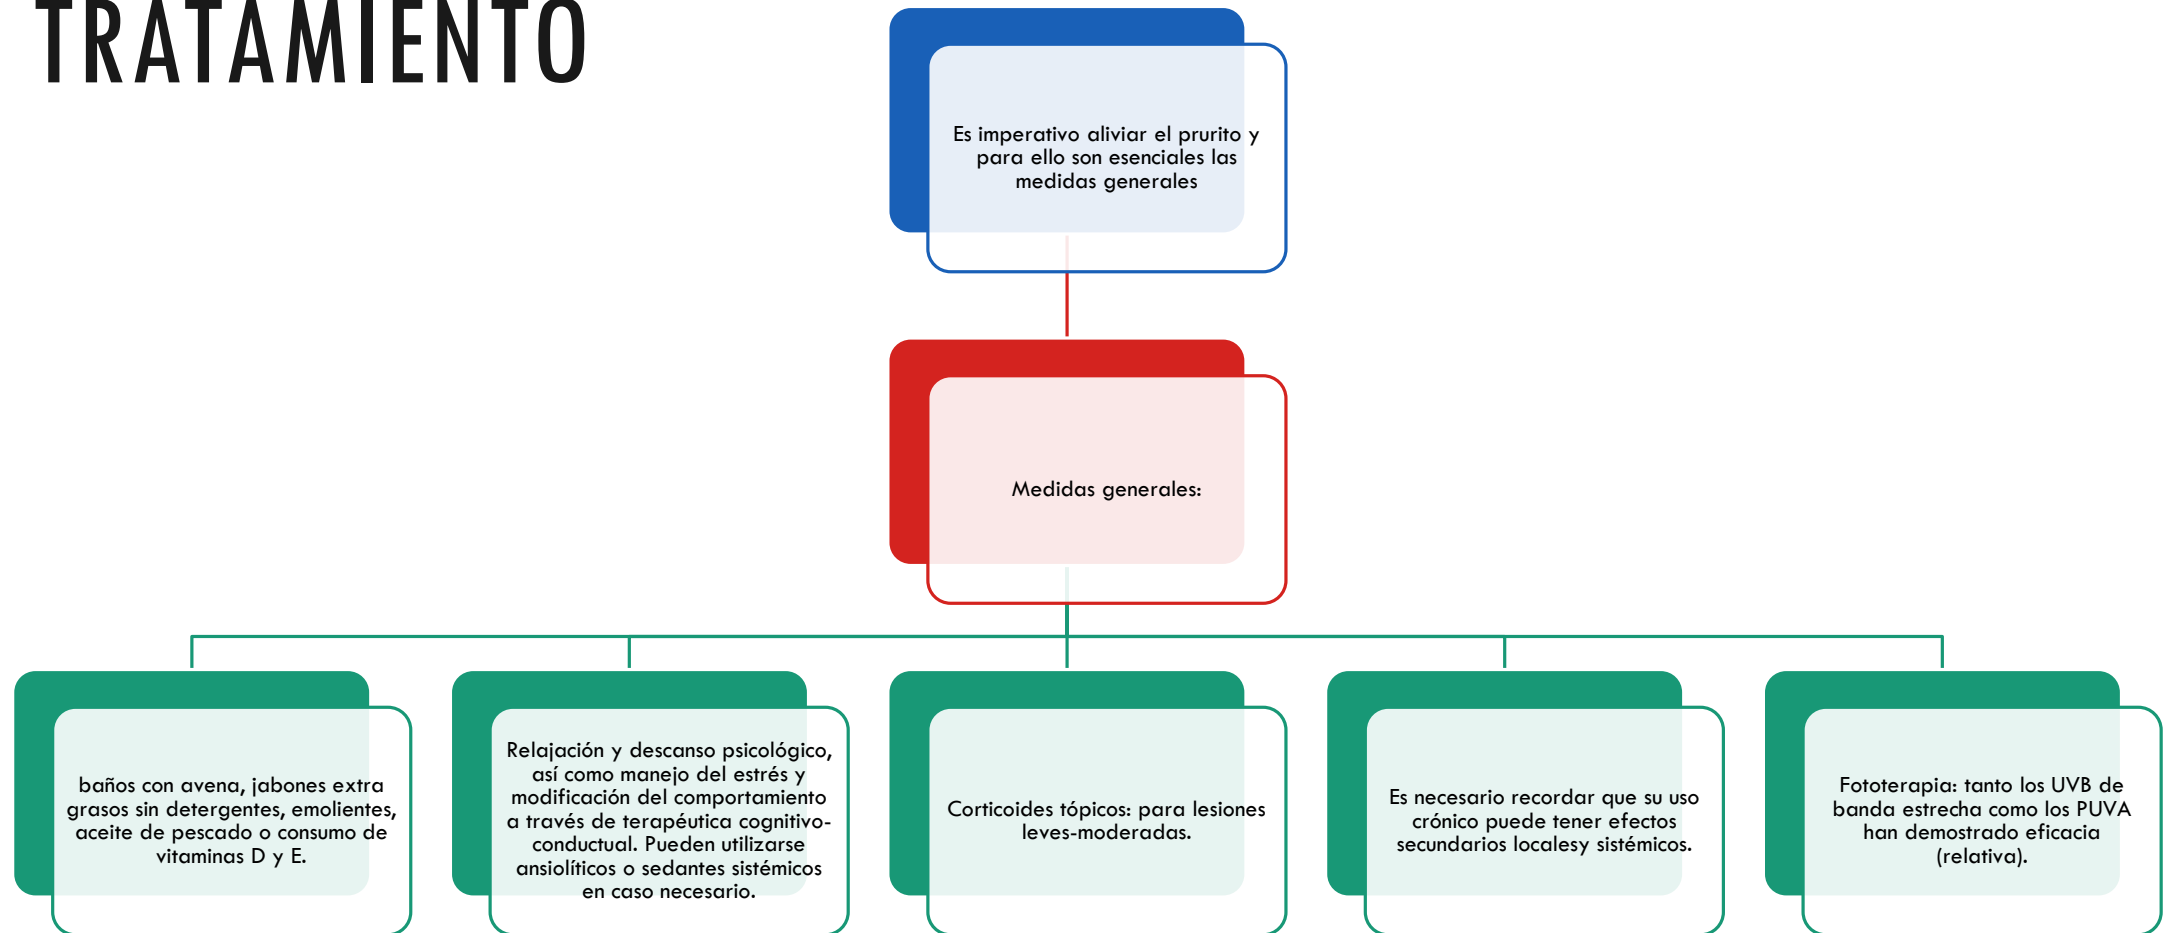 TRATAMIENTO
Es imperativo aliviar el prurito y
para ello son esenciales las
medidas generales
Medidas generales:
baños con avena, jabones extra
grasos sin detergentes, emolientes,
aceite de pescado o consumo de
vitaminas D y E.
Relajación y descanso psicológico,
así como manejo del estrés y
modificación del comportamiento
a través de terapéutica cognitivo-
conductual. Pueden utilizarse
ansiolíticos o sedantes sistémicos
en caso necesario.
Corticoides tópicos: para lesiones
leves-moderadas.
Es necesario recordar que su uso
crónico puede tener efectos
secundarios localesy sistémicos.
Fototerapia: tanto los UVB de
banda estrecha como los PUVA
han demostrado eficacia
(relativa).